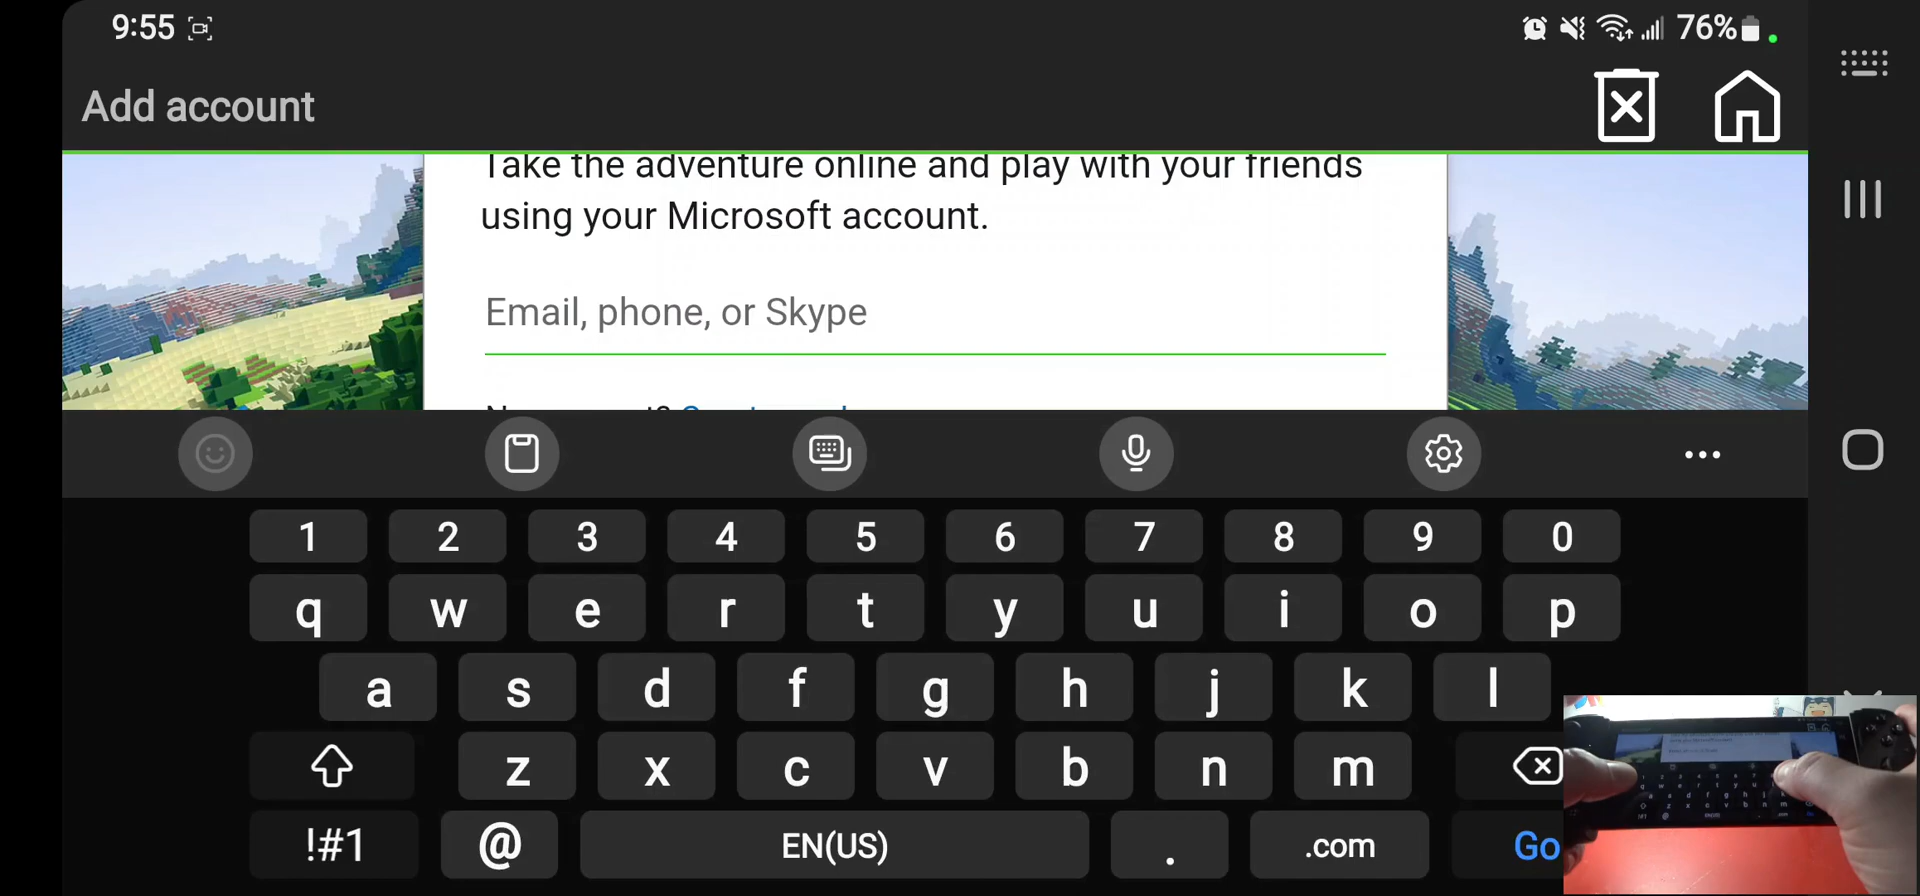 9:55 76%
Add account
Take the adventure online and play with your friends
using your Microsoft account.
Email, phone, or Skype
1 2 3 4 5 6 7 8 9 0
q w e r t y u i o p
a s d f g h j k l
z x c v b n m
!#1 @ EN(US) . .com Go